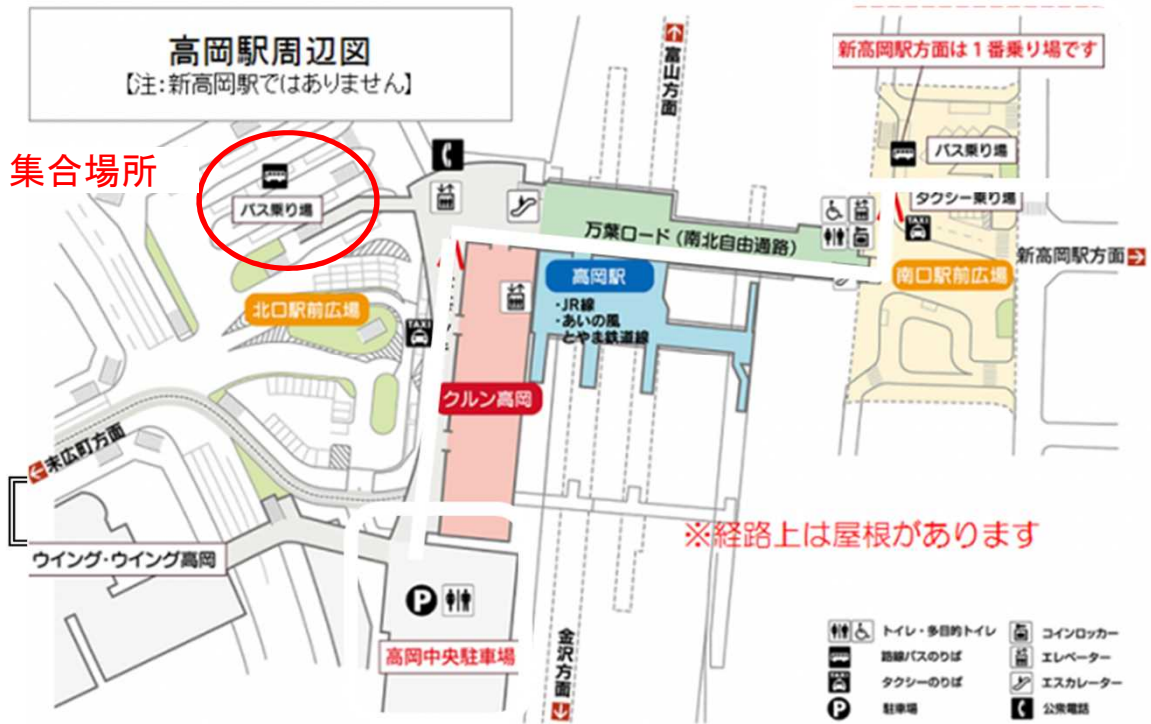 高岡駅周辺図
【注:新高岡駅ではありません】
富山方面
新高岡駅方面は1番乗り場です
集合場所
バス乗り場
バス乗り場
タクシー乗り場
TAXI
万葉ロード(南北自由通路)
新高岡駅方面
高岡駅
・JR線
・あいの風
とやま鉄道線
南口駅前広場
北口駅前広場
TAXI
クルン高岡
末広町方面
※経路上は屋根があります
ウイング・ウイング高岡
P
高岡中央駐車場
金沢方面
トイレ・多目的トイレ
コインロッカー
路線バスのりば
エレベーター
TAXI
タクシーのりば
エスカレーター
P
駐車場
公衆電話